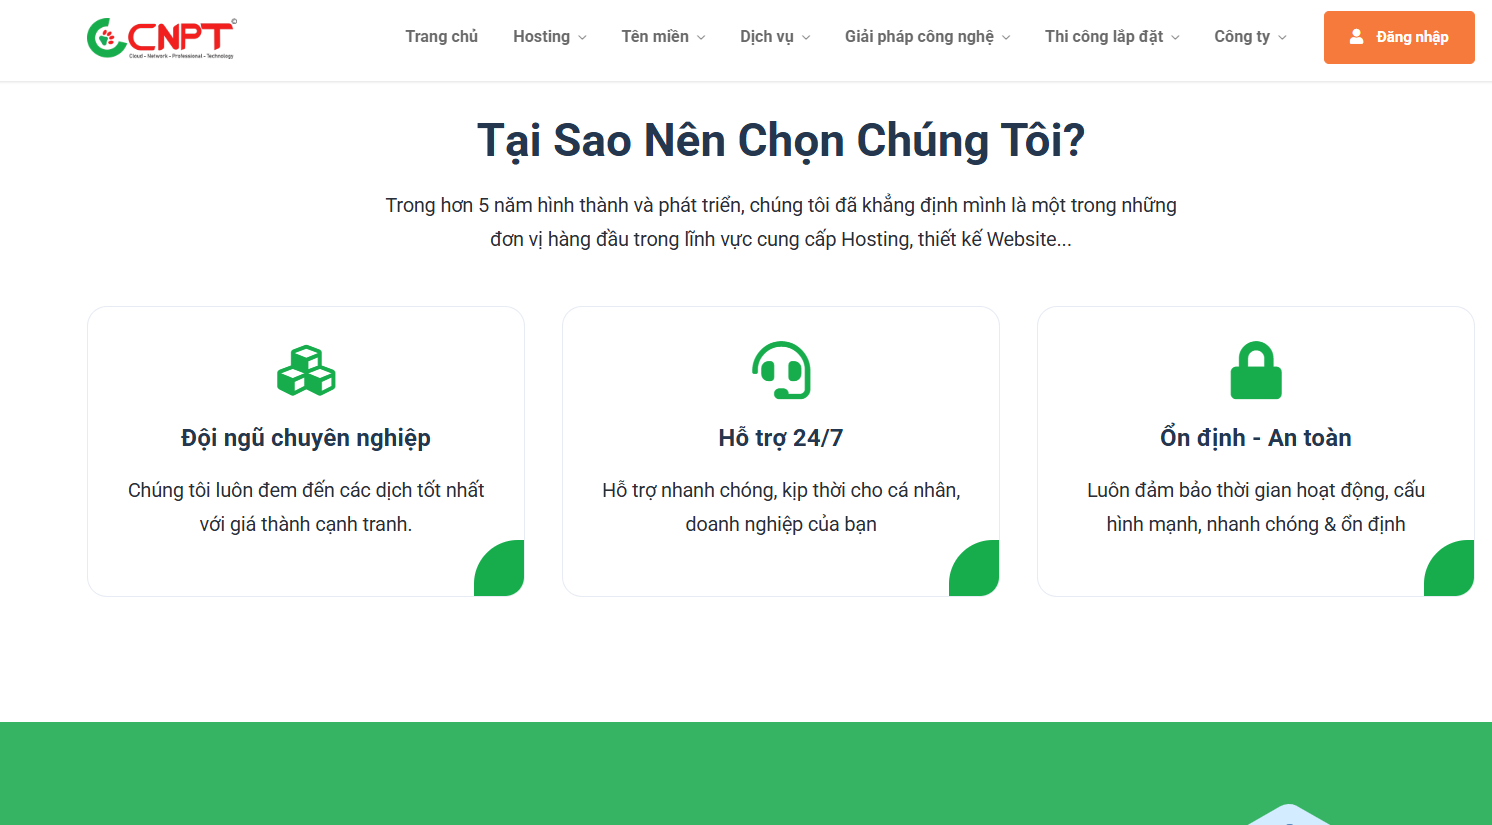 CNPT©
Cloud - Network - Professional - Technology
Trang chủ Hosting Tên miền Dịch vụ Giải pháp công nghệ Thi công lắp đặt Công ty Đăng nhập
Tại Sao Nên Chọn Chúng Tôi?
Trong hơn 5 năm hình thành và phát triển, chúng tôi đã khẳng định mình là một trong những
đơn vị hàng đầu trong lĩnh vực cung cấp Hosting, thiết kế Website...
Đội ngũ chuyên nghiệp
Chúng tôi luôn đem đến các dịch tốt nhất
với giá thành cạnh tranh.
Hỗ trợ 24/7
Hỗ trợ nhanh chóng, kịp thời cho cá nhân,
doanh nghiệp của bạn
Ổn định - An toàn
Luôn đảm bảo thời gian hoạt động, cấu
hình mạnh, nhanh chóng & ổn định